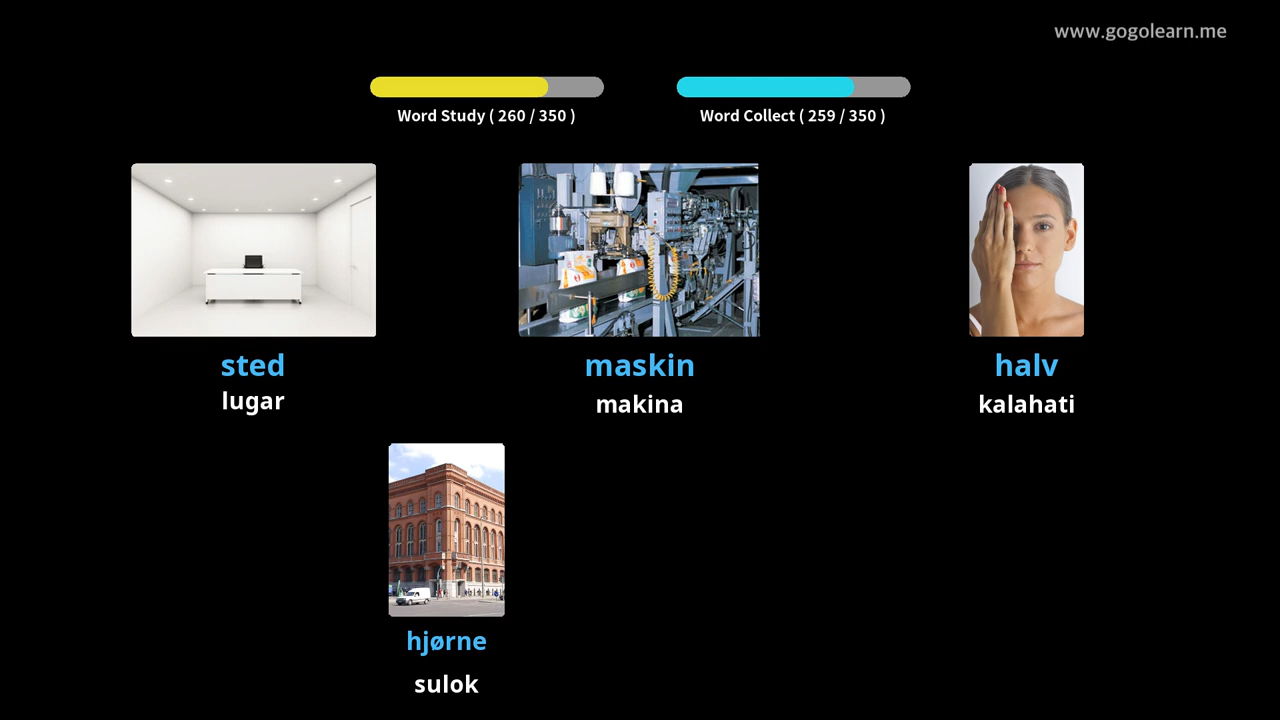 www.gogolearn.me
Word Study ( 260 / 350 )
Word Collect ( 259 / 350 )
sted
lugar
maskin
makina
halv
kalahati
hjørne
sulok